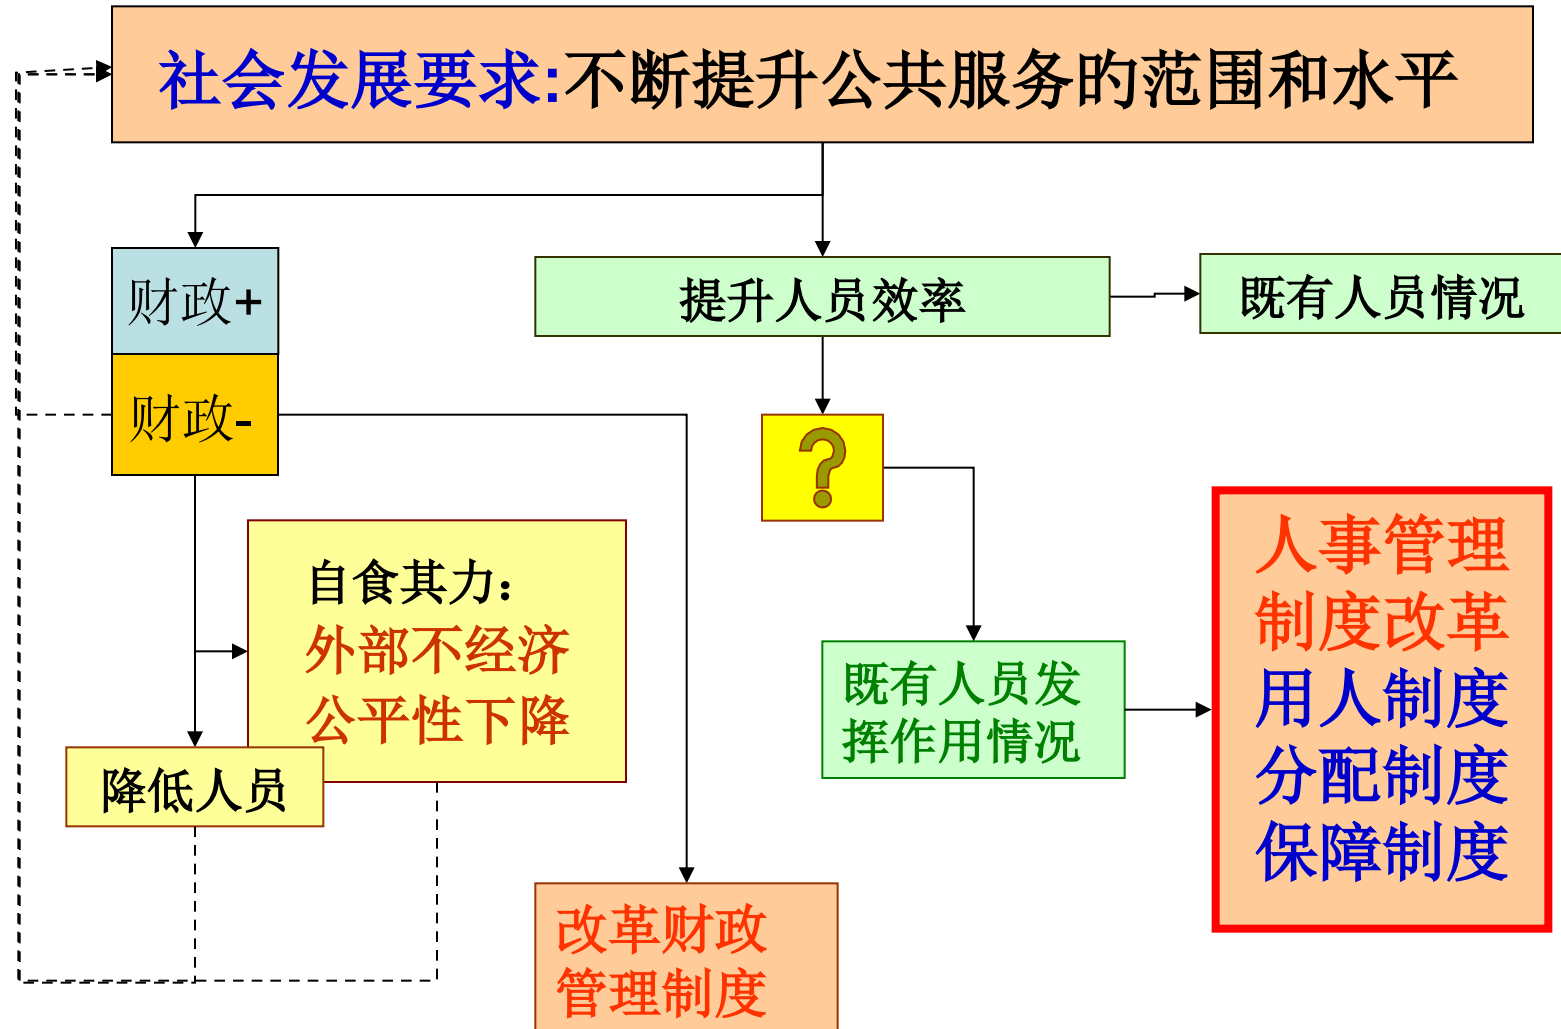 社会发展要求:不断提升公共服务的范围和水平
财政+
提升人员效率
既有人员情况
财政-
?
自食其力：
外部不经济
公平性下降
降低人员
既有人员发
挥作用情况
人事管理
制度改革
用人制度
分配制度
保障制度
改革财政
管理制度